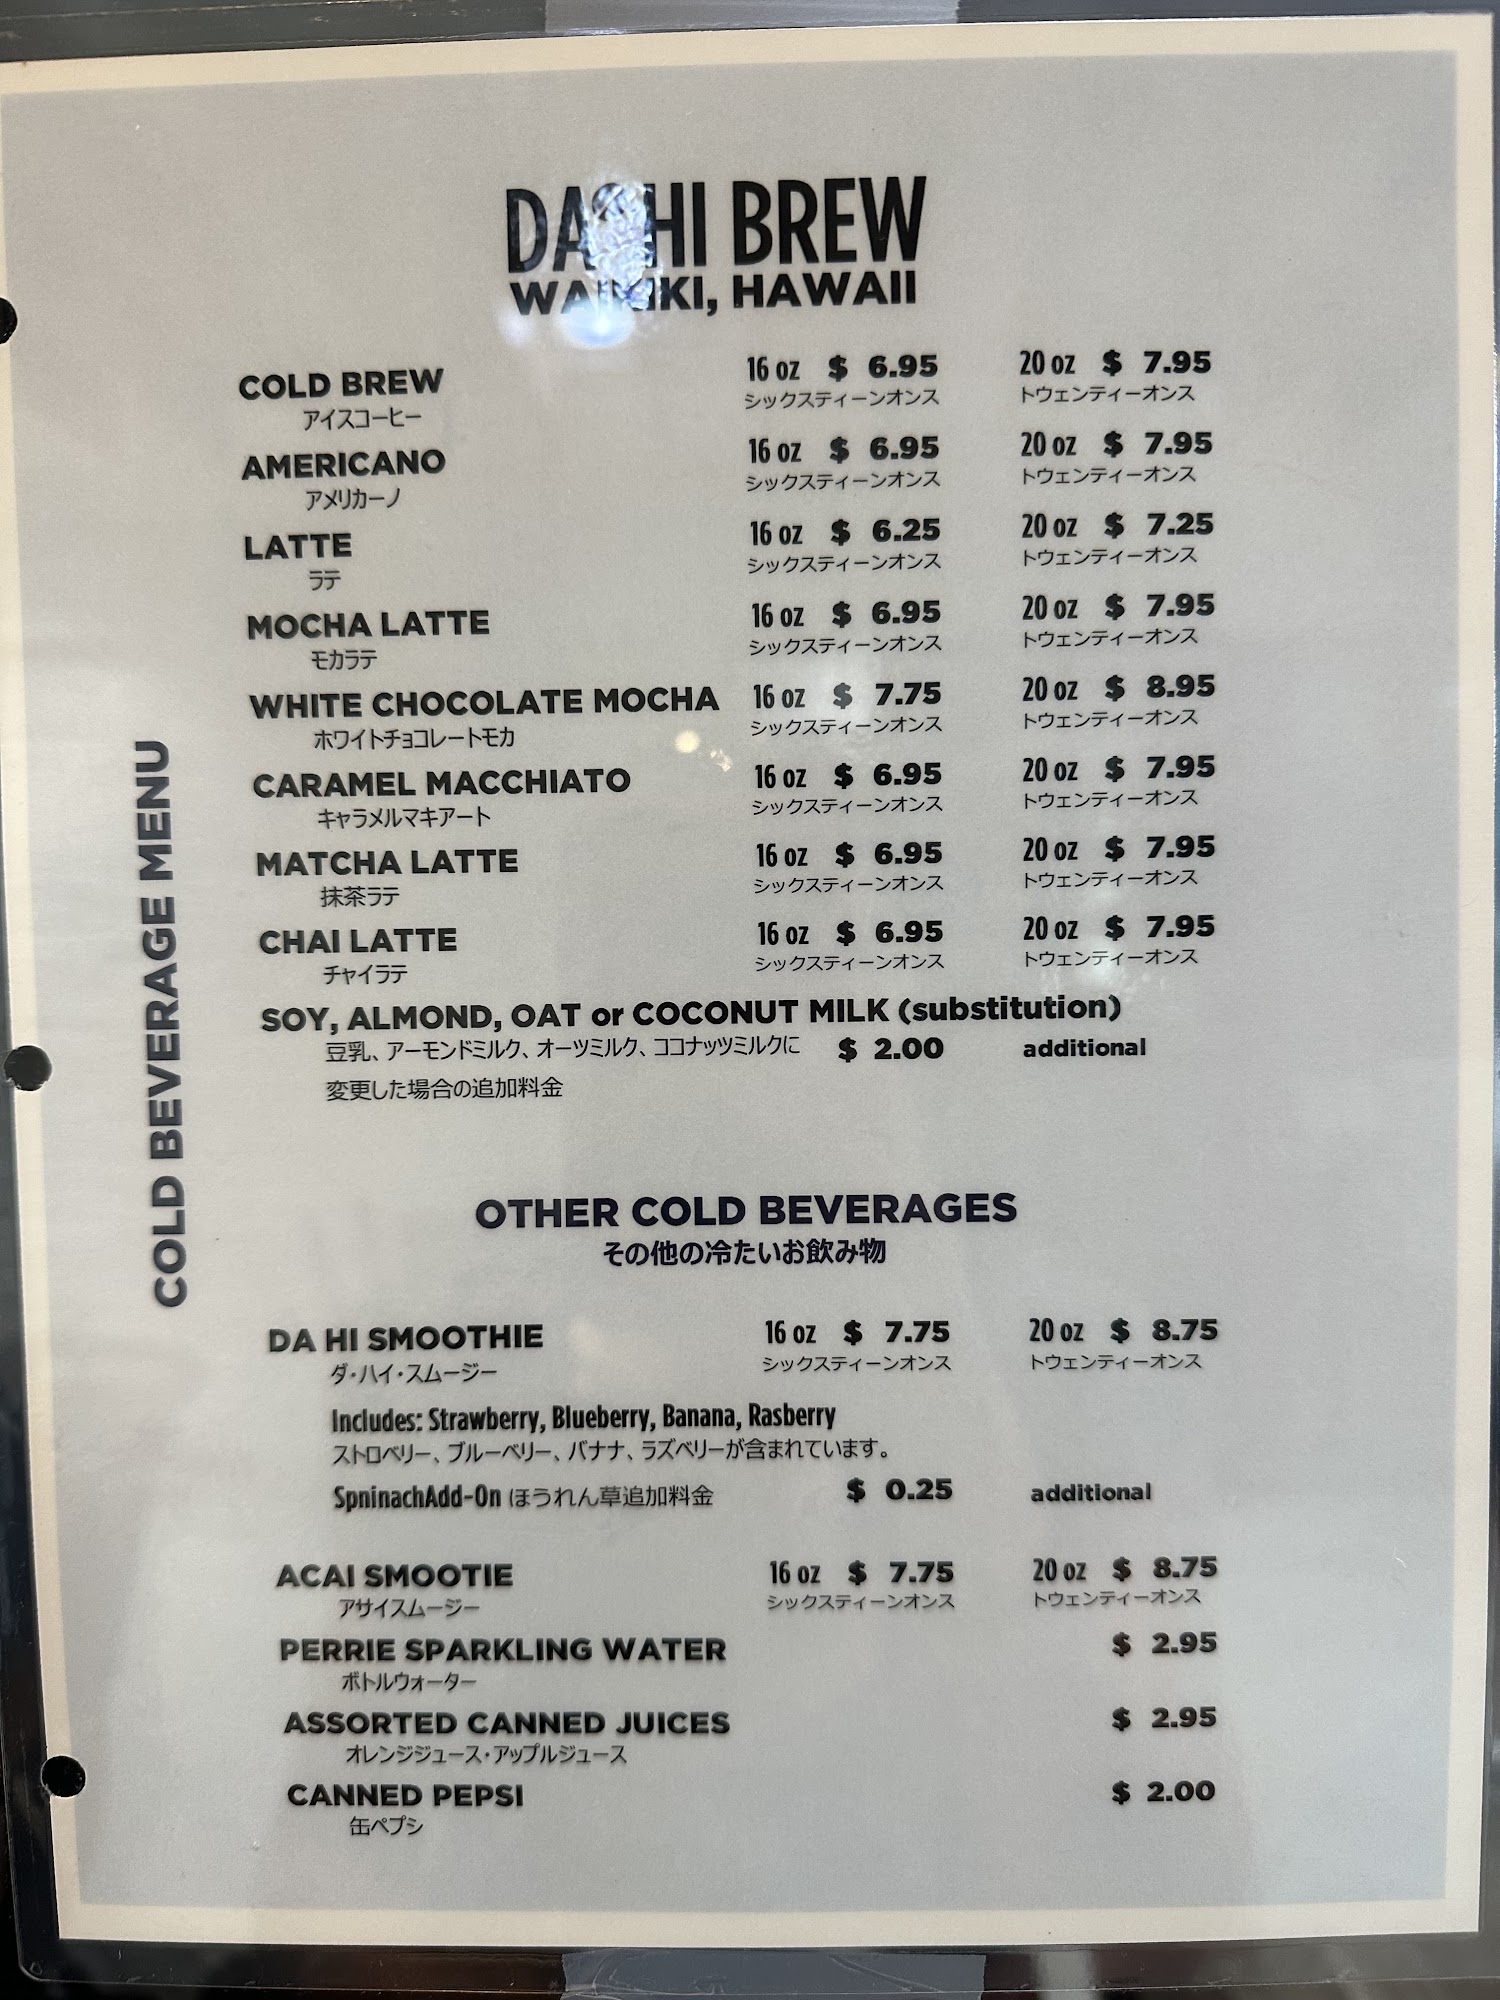 DASHI BREW
WAIKIKI, HAWAII
COLD BEVERAGE MENU
COLD BREW 16 oz $ 6.95 20 oz $ 7.95
アイスコーヒー シックスティーンオンス トウェンティーオンス
AMERICANO 16 oz $ 6.95 20 oz $ 7.95
アメリカーノ シックスティーンオンス トウェンティーオンス
LATTE 16 oz $ 6.25 20 oz $ 7.25
ラテ シックスティーンオンス トウェンティーオンス
MOCHA LATTE 16 oz $ 6.95 20 oz $ 7.95
モカラテ シックスティーンオンス トウェンティーオンス
WHITE CHOCOLATE MOCHA 16 oz $ 7.75 20 oz $ 8.95
ホワイトチョコレートモカ シックスティーンオンス トウェンティーオンス
CARAMEL MACCHIATO 16 oz $ 6.95 20 oz $ 7.95
キャラメルマキアート シックスティーンオンス トウェンティーオンス
MATCHA LATTE 16 oz $ 6.95 20 oz $ 7.95
抹茶ラテ シックスティーンオンス トウェンティーオンス
CHAI LATTE 16 oz $ 6.95 20 oz $ 7.95
チャイラテ シックスティーンオンス トウェンティーオンス
SOY, ALMOND, OAT or COCONUT MILK (substitution)
豆乳、アーモンドミルク、オーツミルク、ココナッツミルクに $ 2.00 additional
変更した場合の追加料金
OTHER COLD BEVERAGES
その他の冷たいお飲み物
DA HI SMOOTHIE 16 oz $ 7.75 20 oz $ 8.75
ダ・ハイ・スムージー シックスティーンオンス トウェンティーオンス
Includes: Strawberry, Blueberry, Banana, Rasberry
ストロベリー、ブルーベリー、バナナ、ラズベリーが含まれています。
SpninachAdd-On ほうれん草追加料金 $ 0.25 additional
ACAI SMOOTIE 16 oz $ 7.75 20 oz $ 8.75
アサイスムージー シックスティーンオンス トウェンティーオンス
PERRIE SPARKLING WATER $ 2.95
ボトルウォーター
ASSORTED CANNED JUICES $ 2.95
オレンジジュース・アップルジュース
CANNED PEPSI $ 2.00
缶ペプシ